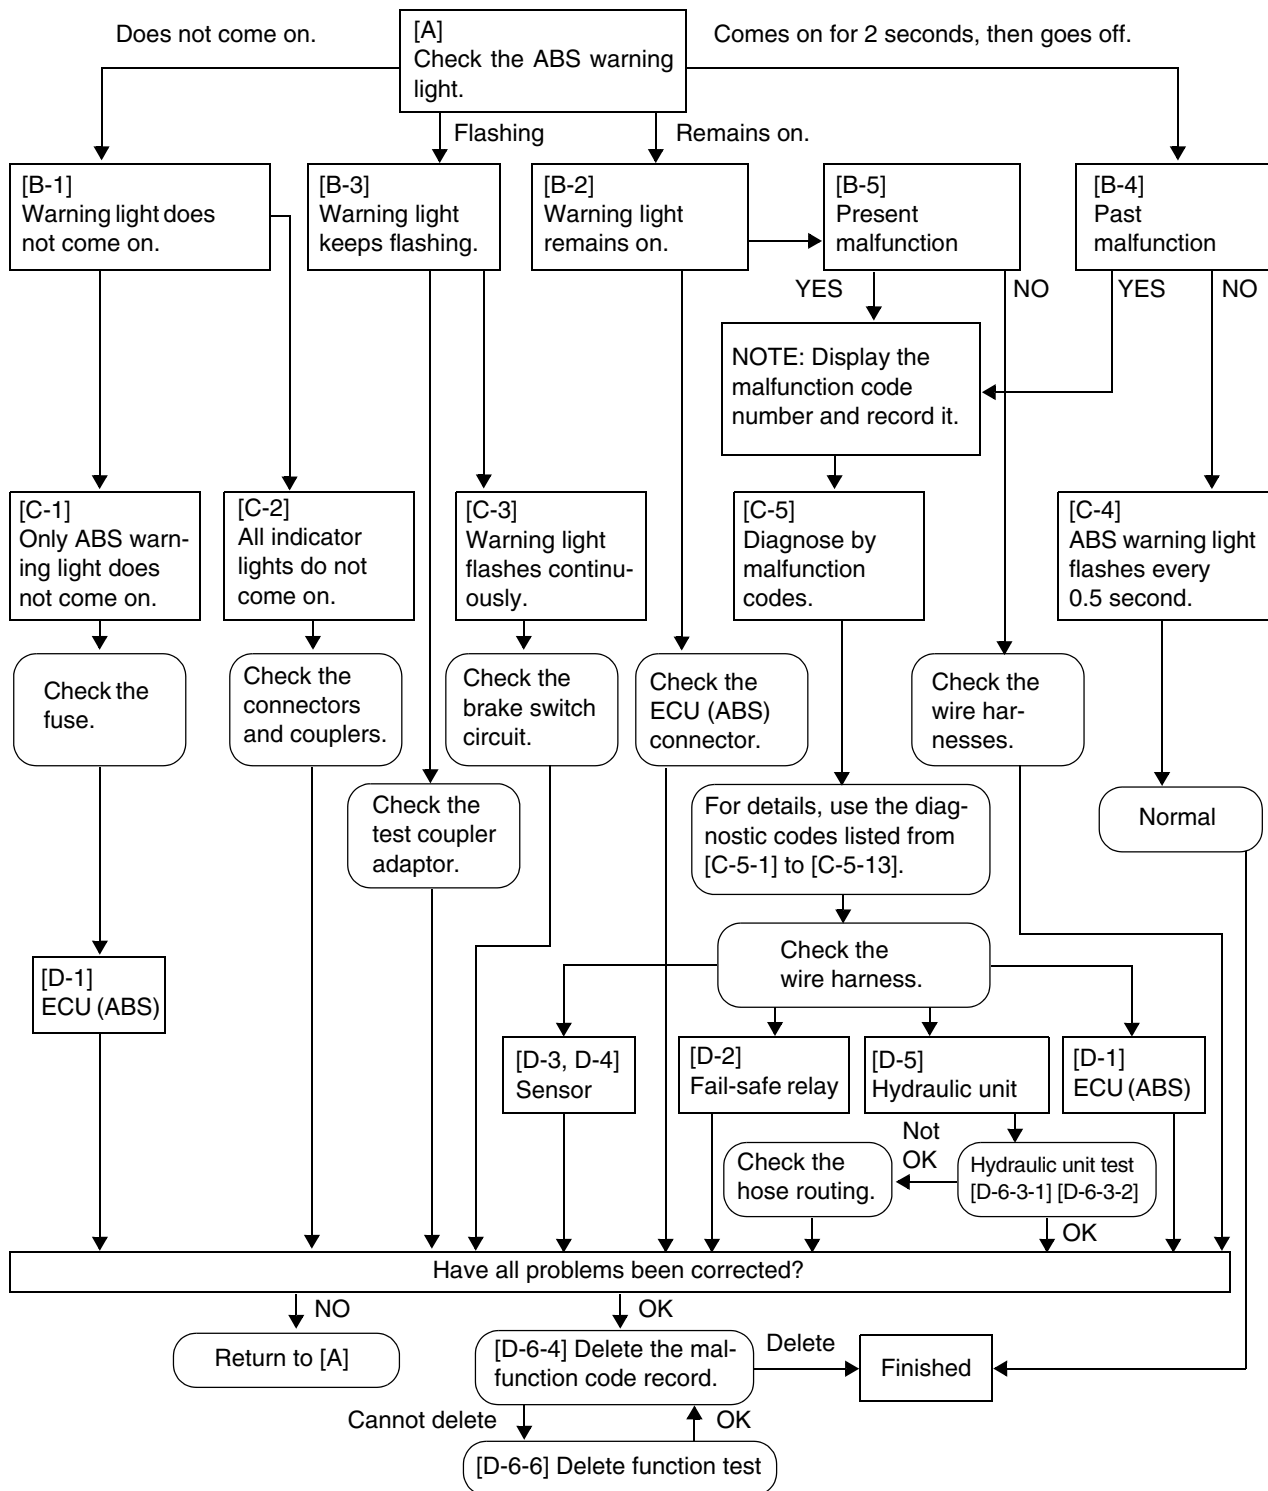 Does not come on.
[A]
Check the ABS warning
light.
Comes on for 2 seconds, then goes off.
Flashing
Remains on.
[B-1]
Warning light does
not come on.
[B-3]
Warning light
keeps flashing.
[B-2]
Warning light
remains on.
[B-5]
Present
malfunction
[B-4]
Past
malfunction
YES
NO
YES
NO
NOTE: Display the
malfunction code
number and record it.
[C-1]
Only ABS warn-
ing light does
not come on.
[C-2]
All indicator
lights do not
come on.
[C-3]
Warning light
flashes continu-
ously.
[C-5]
Diagnose by
malfunction
codes.
[C-4]
ABS warning light
flashes every
0.5 second.
Check the
fuse.
Check the
connectors
and couplers.
Check the
brake switch
circuit.
Check the
ECU (ABS)
connector.
Check the
wire har-
nesses.
Check the
test coupler
adaptor.
For details, use the diag-
nostic codes listed from
[C-5-1] to [C-5-13].
Normal
Check the
wire harness.
[D-1]
ECU (ABS)
[D-3, D-4]
Sensor
[D-2]
Fail-safe relay
[D-5]
Hydraulic unit
[D-1]
ECU (ABS)
Not
OK
Check the
hose routing.
Hydraulic unit test
[D-6-3-1] [D-6-3-2]
OK
Have all problems been corrected?
NO
OK
Return to [A]
[D-6-4] Delete the mal-
function code record.
Delete
Finished
Cannot delete
OK
[D-6-6] Delete function test